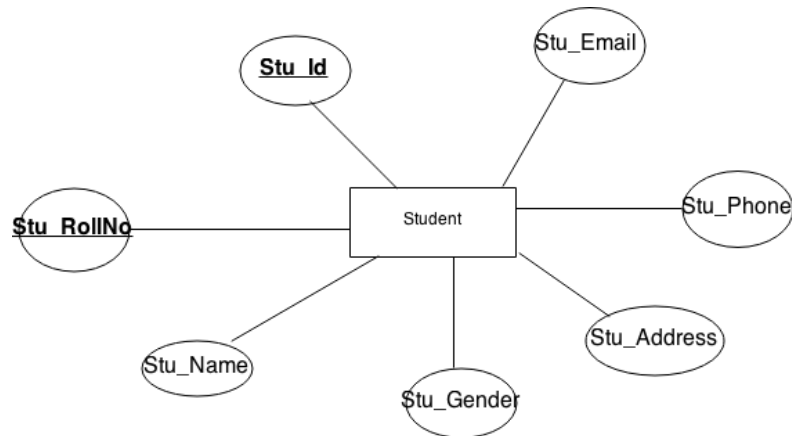 Stu_Email
Stu_Id
Stu_Phone
Student
Stu_RollNo
Stu_Address
Stu_Name
Stu_Gender